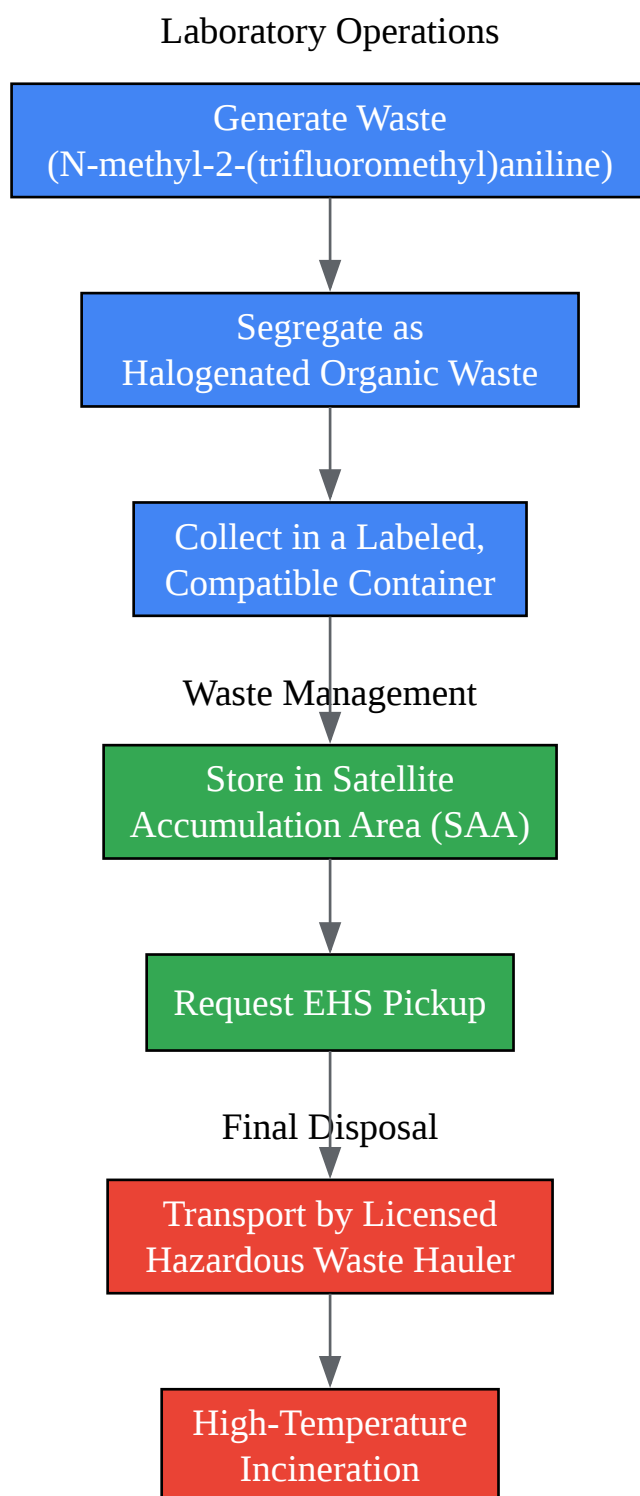 Laboratory Operations
Generate Waste
(N-methyl-2-(trifluoromethyl)aniline)
Segregate as
Halogenated Organic Waste
Collect in a Labeled,
Compatible Container
Waste Management
Store in Satellite
Accumulation Area (SAA)
Request EHS Pickup
Final Disposal
Transport by Licensed
Hazardous Waste Hauler
High-Temperature
Incineration